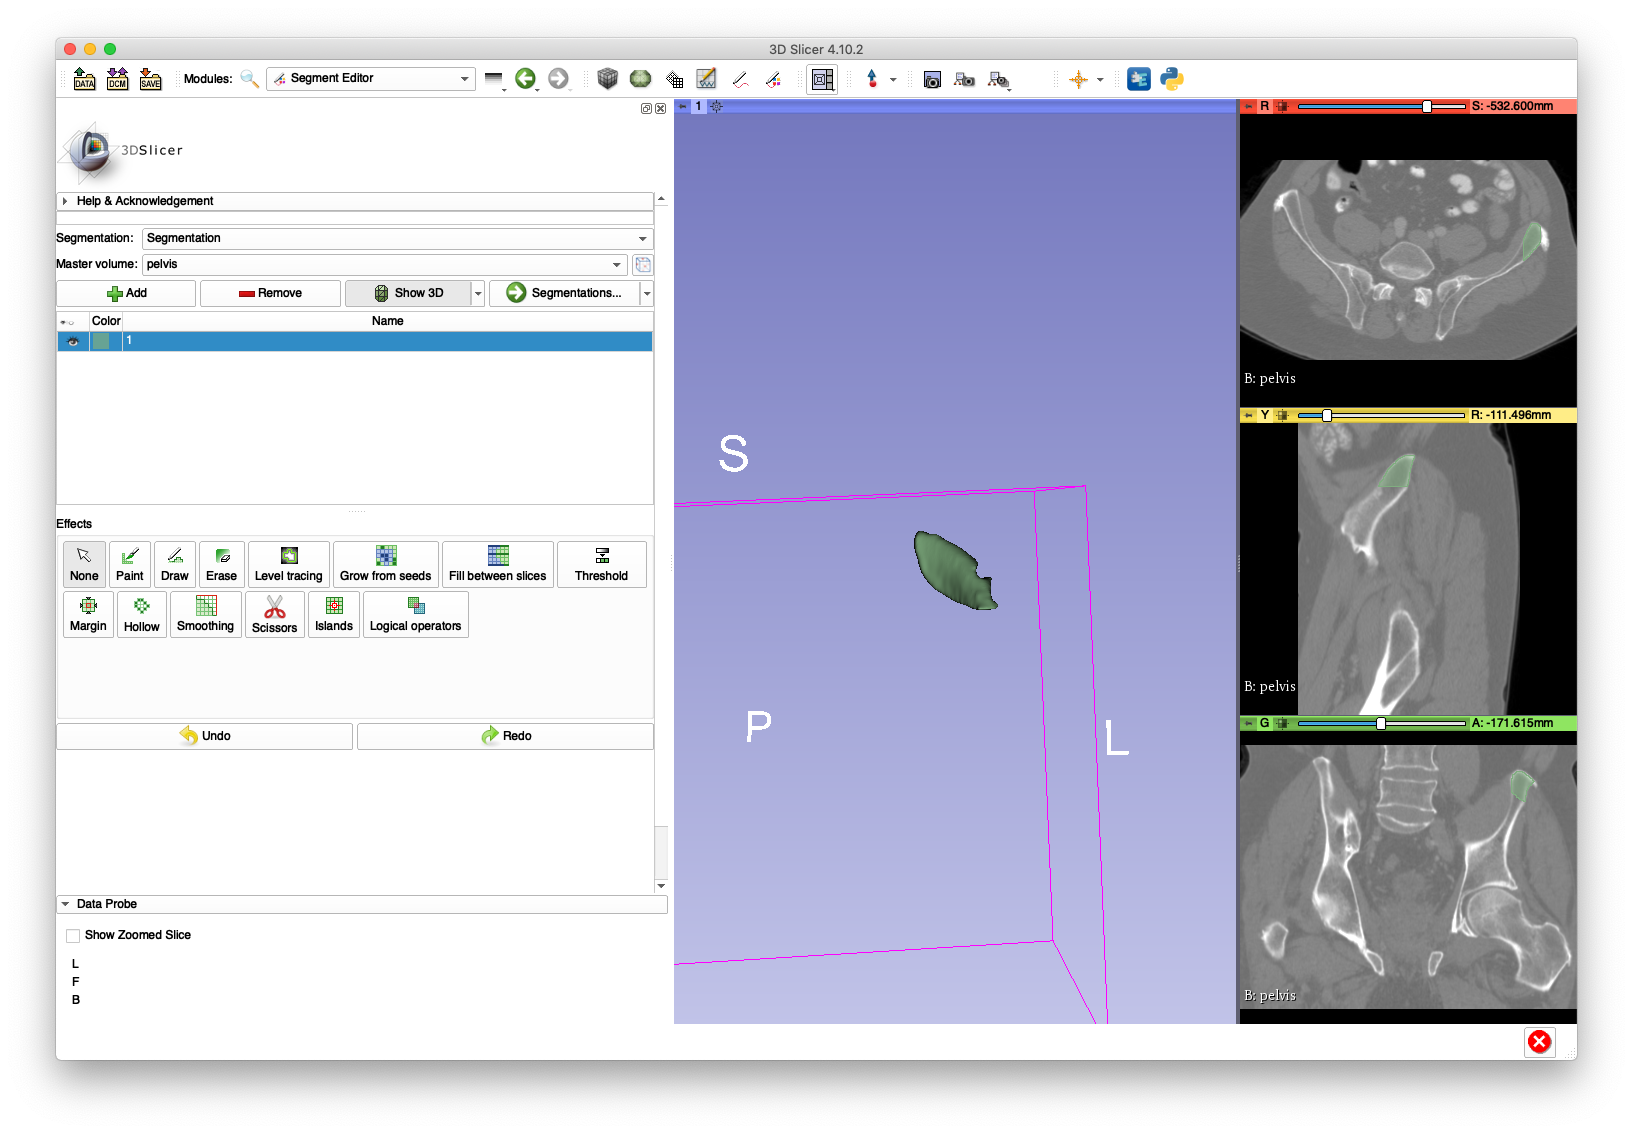 3D Slicer 4.10.2
DATA DCM SAVE Modules: Segment Editor
1
R S: -532.600mm
3DSlicer
Help & Acknowledgement
Segmentation: Segmentation
Master volume: pelvis
Add Remove Show 3D Segmentations...
Color Name
1
B: pelvis
Y R: -111.496mm
S
Effects
None Paint Draw Erase Level tracing Grow from seeds Fill between slices Threshold
Margin Hollow Smoothing Scissors Islands Logical operators
B: pelvis
P
L
G A: -171.615mm
Undo Redo
Data Probe
Show Zoomed Slice
L
F
B
B: pelvis